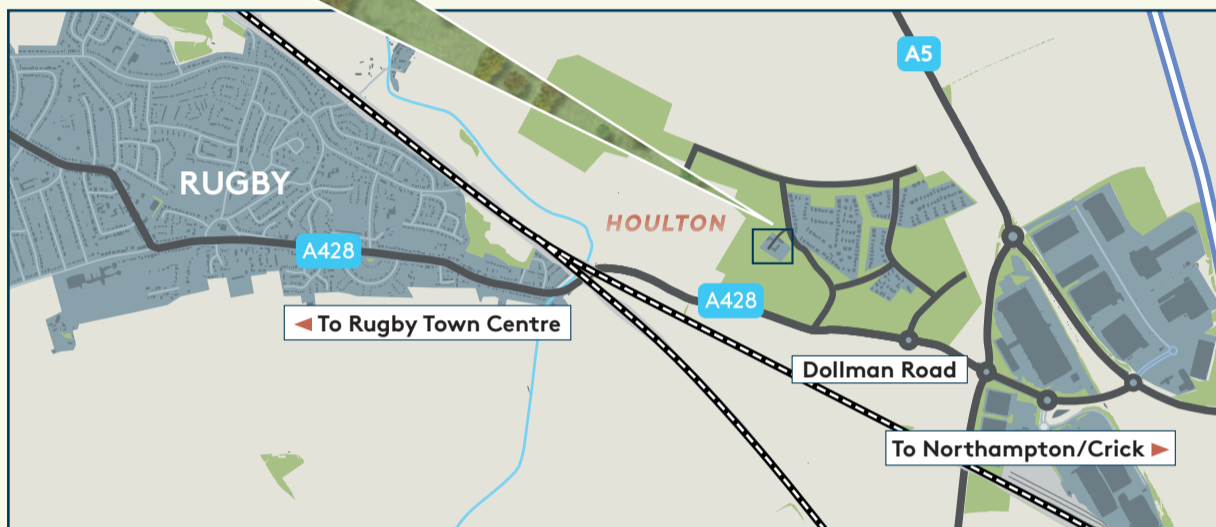 A5
RUGBY
HOULTON
A428
A428
To Rugby Town Centre
Dollman Road
To Northampton/Crick